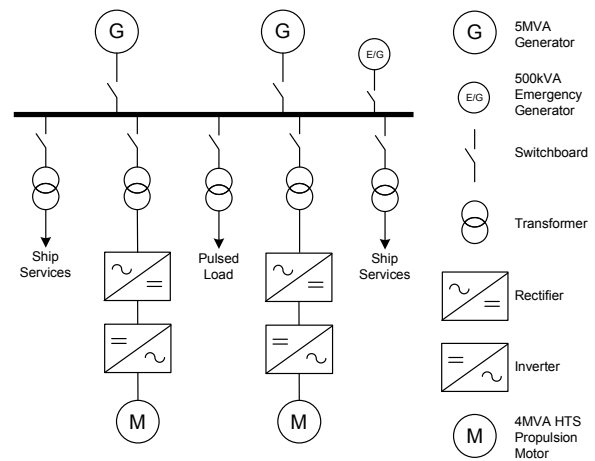 G
G
E/G
Ship
Services
Pulsed
Load
Ship
Services
M
M
G
5MVA
Generator
E/G
500kVA
Emergency
Generator
Switchboard
Transformer
Rectifier
Inverter
M
4MVA HTS
Propulsion
Motor